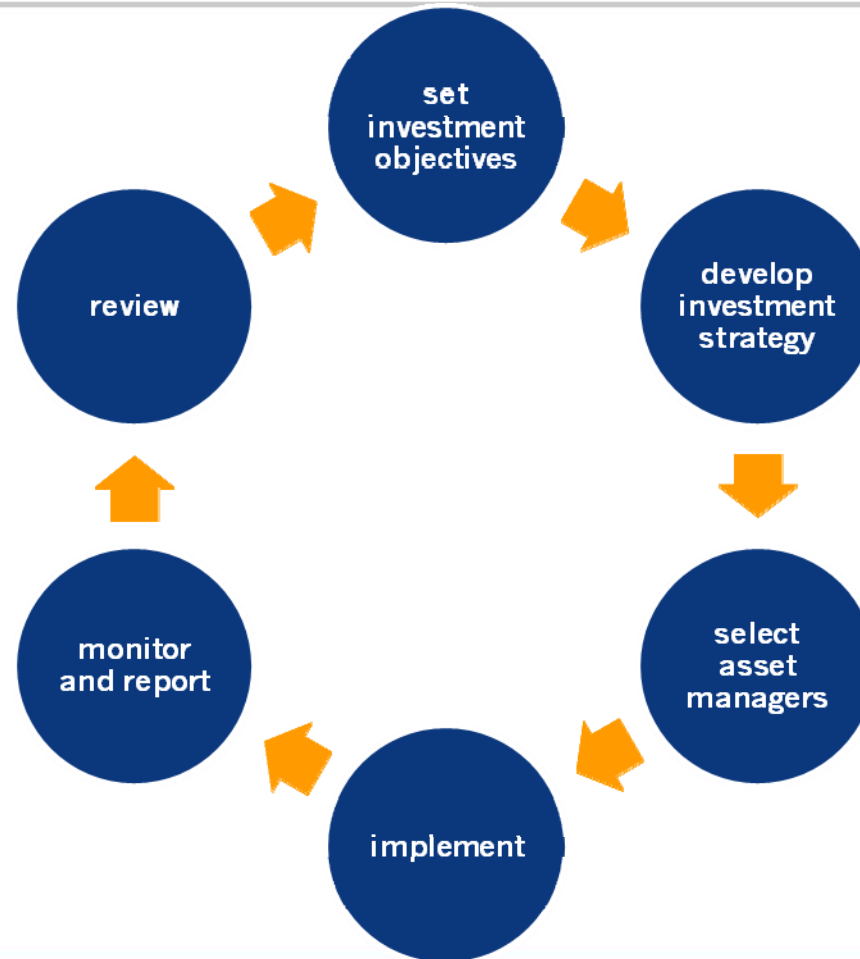 set
investment
objectives
develop
investment
strategy
select
asset
managers
implement
monitor
and report
review